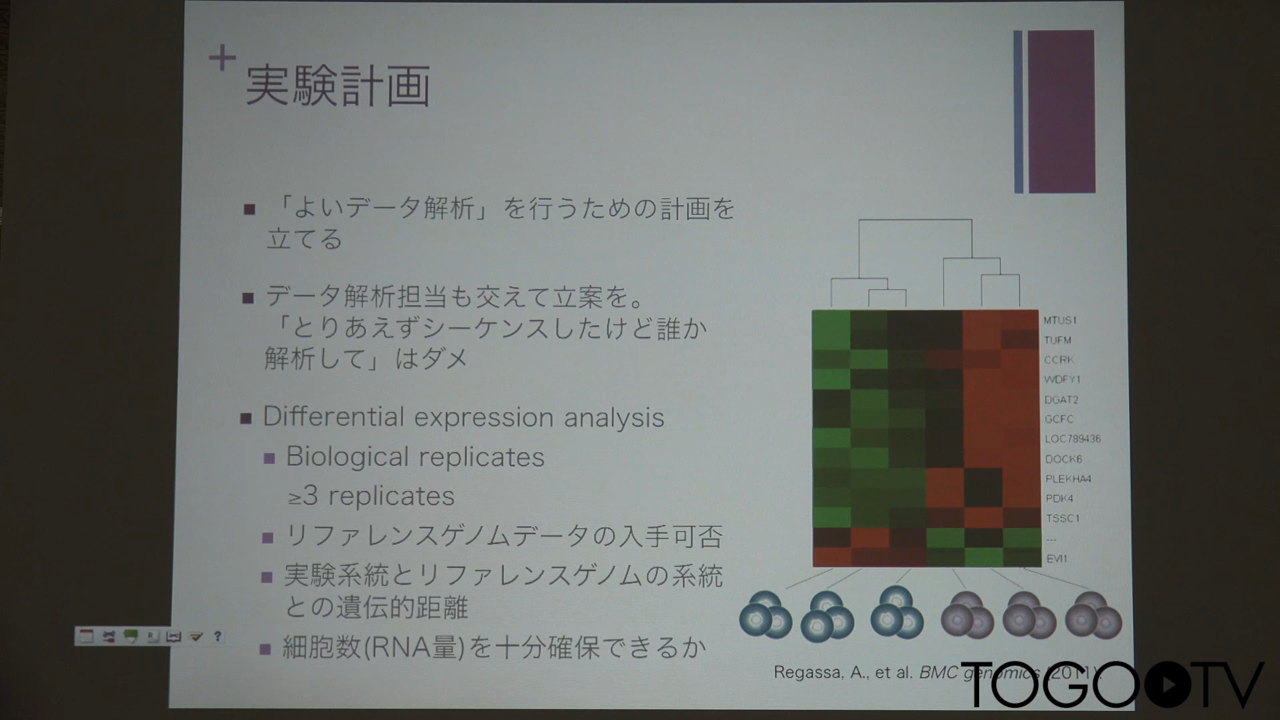 +
実験計画
■ 「よいデータ解析」を行うための計画を
立てる
■ データ解析担当も交えて立案を。
「とりあえずシーケンスしたけど誰か
解析して」はダメ
■ Differential expression analysis
■ Biological replicates
≥3 replicates
■ リファレンスゲノムデータの入手可否
■ 実験系統とリファレンスゲノムの系統
との遺伝的距離
■ 細胞数(RNA量)を十分確保できるか
MTUS1
TUFM
CCRK
WDFY1
DGAT2
GCFC
LOC789436
DOCK6
PLEKHA4
PDK4
TSSC1
...
EVI1
Regassa, A., et al. BMC genomics (2011)
TOGO TV
?